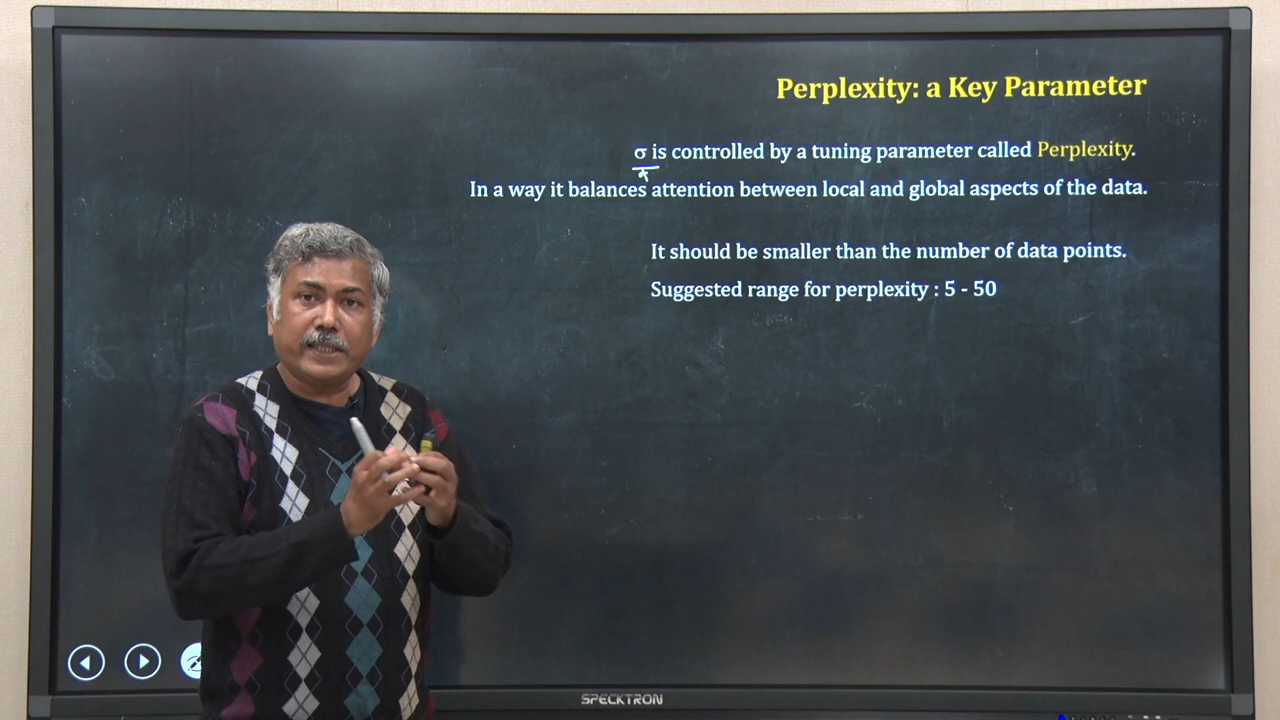 Perplexity: a Key Parameter
σ is controlled by a tuning parameter called Perplexity.
In a way it balances attention between local and global aspects of the data.
It should be smaller than the number of data points.
Suggested range for perplexity : 5 - 50
SPECKTRON